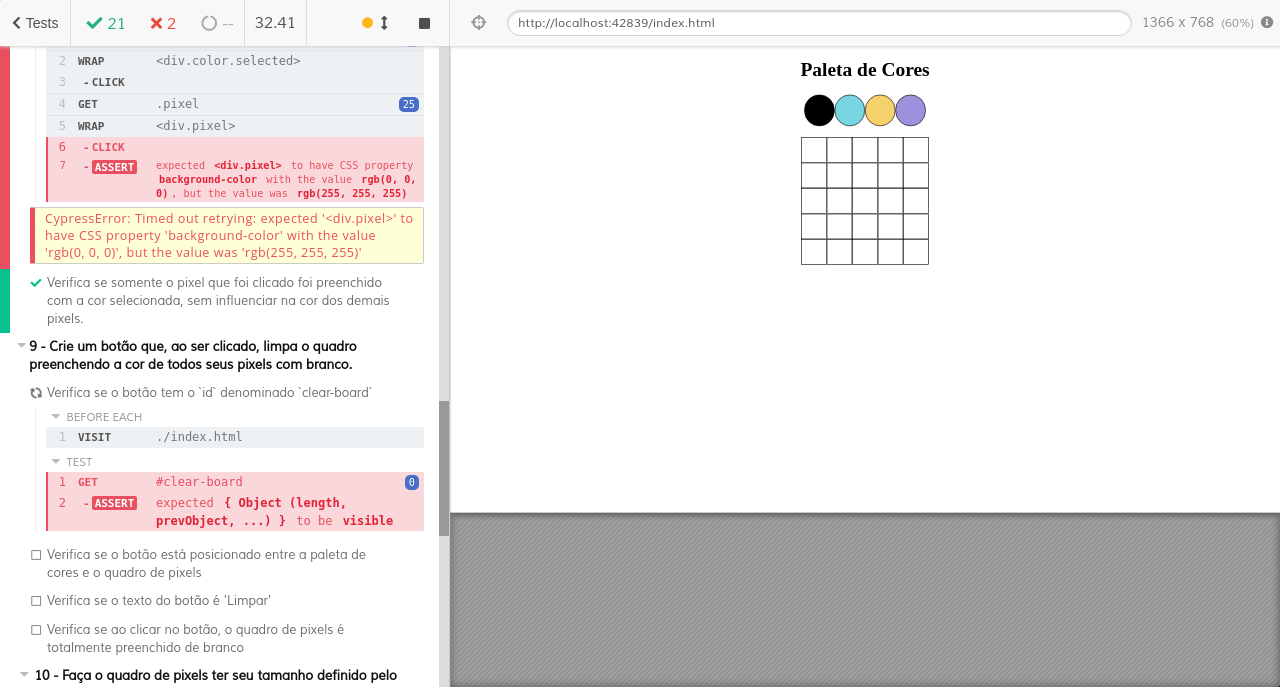 Tests 21 2 -- 32.41 http://localhost:42839/index.html 1366 x 768 (60%)
2 WRAP <div.color.selected>
3 - CLICK
4 GET .pixel 25
5 WRAP <div.pixel>
6 - CLICK
7 - ASSERT expected <div.pixel> to have CSS property
background-color with the value rgb(0, 0,
0), but the value was rgb(255, 255, 255)
CypressError: Timed out retrying: expected '<div.pixel>' to
have CSS property 'background-color' with the value
'rgb(0, 0, 0)', but the value was 'rgb(255, 255, 255)'
Verifica se somente o pixel que foi clicado foi preenchido
com a cor selecionada, sem influenciar na cor dos demais
pixels.
9 - Crie um botão que, ao ser clicado, limpa o quadro
preenchendo a cor de todos seus pixels com branco.
Verifica se o botão tem o `id` denominado `clear-board`
BEFORE EACH
1 VISIT ./index.html
TEST
1 GET #clear-board 0
2 - ASSERT expected { Object (length,
prevObject, ...) } to be visible
Verifica se o botão está posicionado entre a paleta de
cores e o quadro de pixels
Verifica se o texto do botão é 'Limpar'
Verifica se ao clicar no botão, o quadro de pixels é
totalmente preenchido de branco
10 - Faça o quadro de pixels ter seu tamanho definido pelo
Paleta de Cores